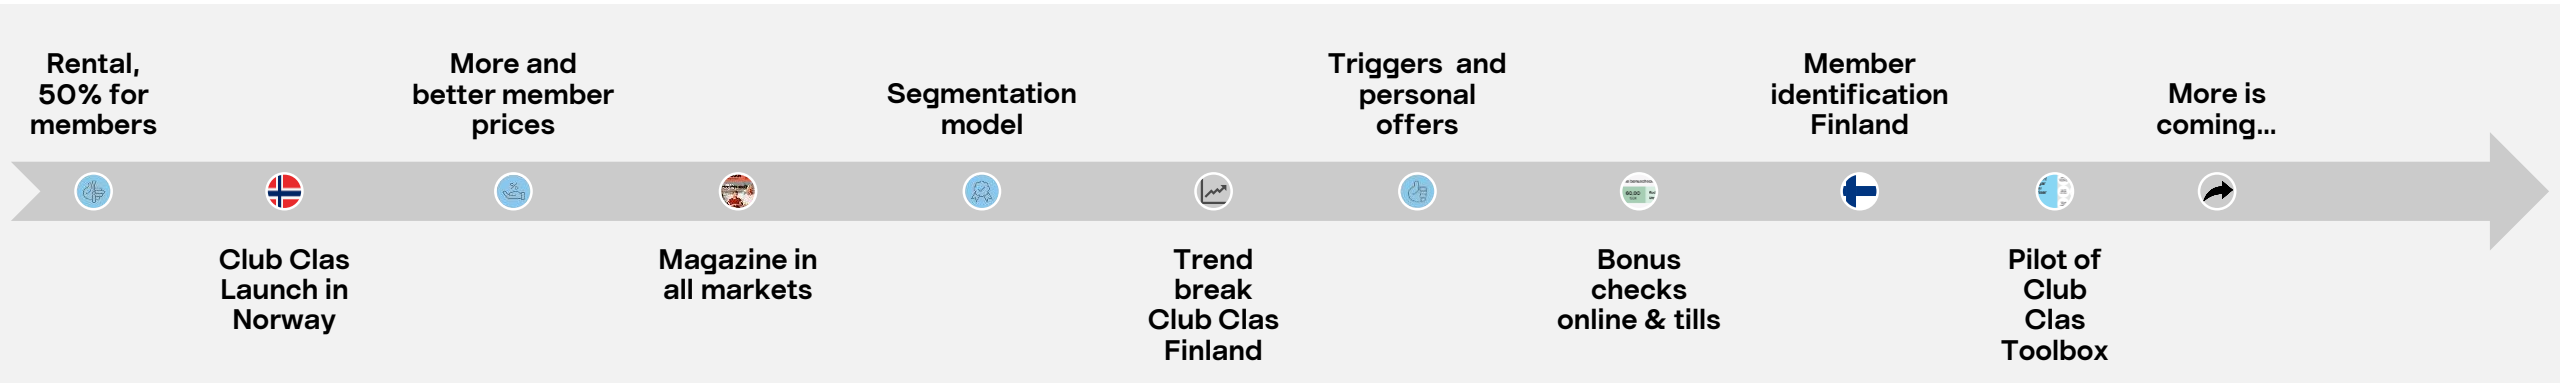 Rental,
50% for
members
Club Clas
Launch in
Norway
More and
better member
prices
Magazine in
all markets
Segmentation
model
Trend
break
Club Clas
Finland
Triggers  and
personal
offers
Bonus
checks
online & tills
Member
identification
Finland
Pilot of
Club
Clas
Toolbox
More is
coming...